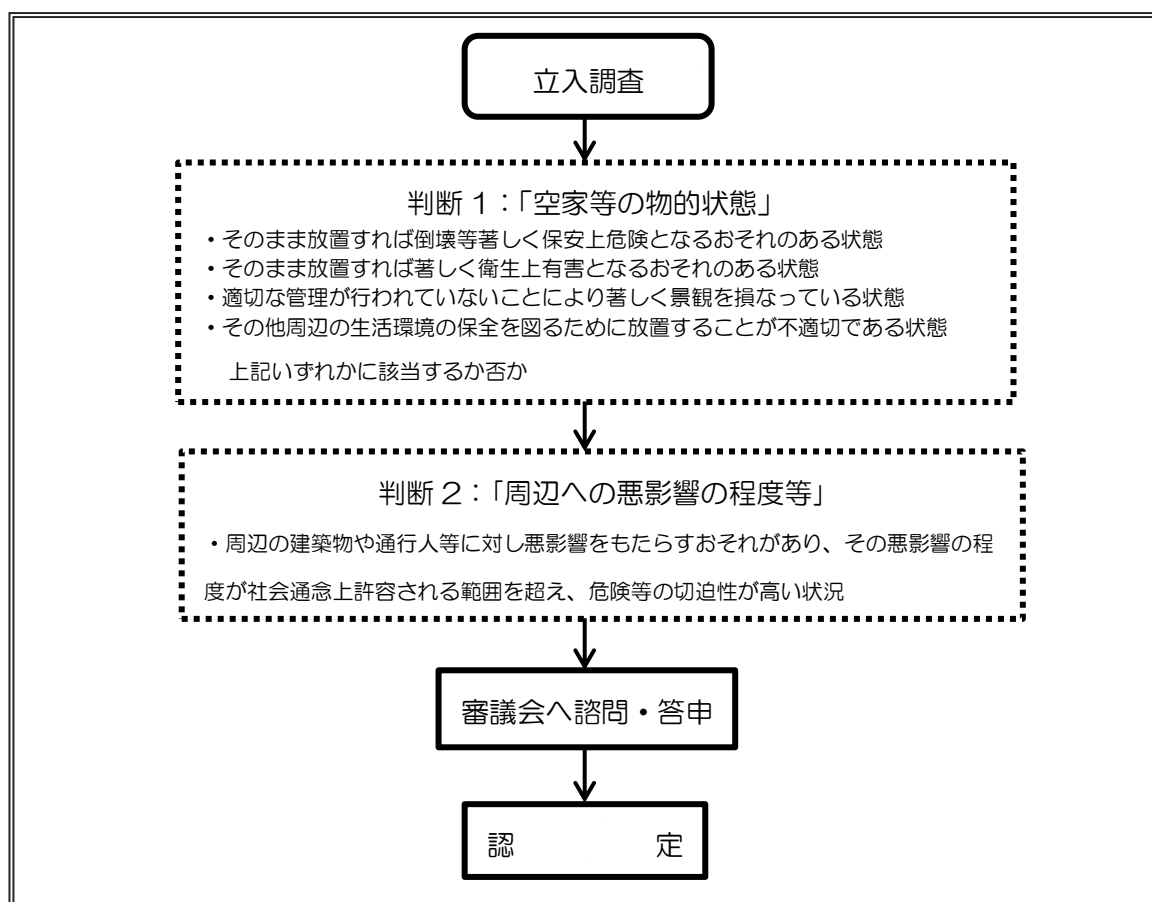 立入調査
判断１：「空家等の物的状態」
・そのまま放置すれば倒壊等著しく保安上危険となるおそれのある状態
・そのまま放置すれば著しく衛生上有害となるおそれのある状態
・適切な管理が行われていないことにより著しく景観を損なっている状態
・その他周辺の生活環境の保全を図るために放置することが不適切である状態
上記いずれかに該当するか否か
判断２：「周辺への悪影響の程度等」
・周辺の建築物や通行人等に対し悪影響をもたらすおそれがあり、その悪影響の程
度が社会通念上許容される範囲を超え、危険等の切迫性が高い状況
審議会へ諮問・答申
認　　　　定